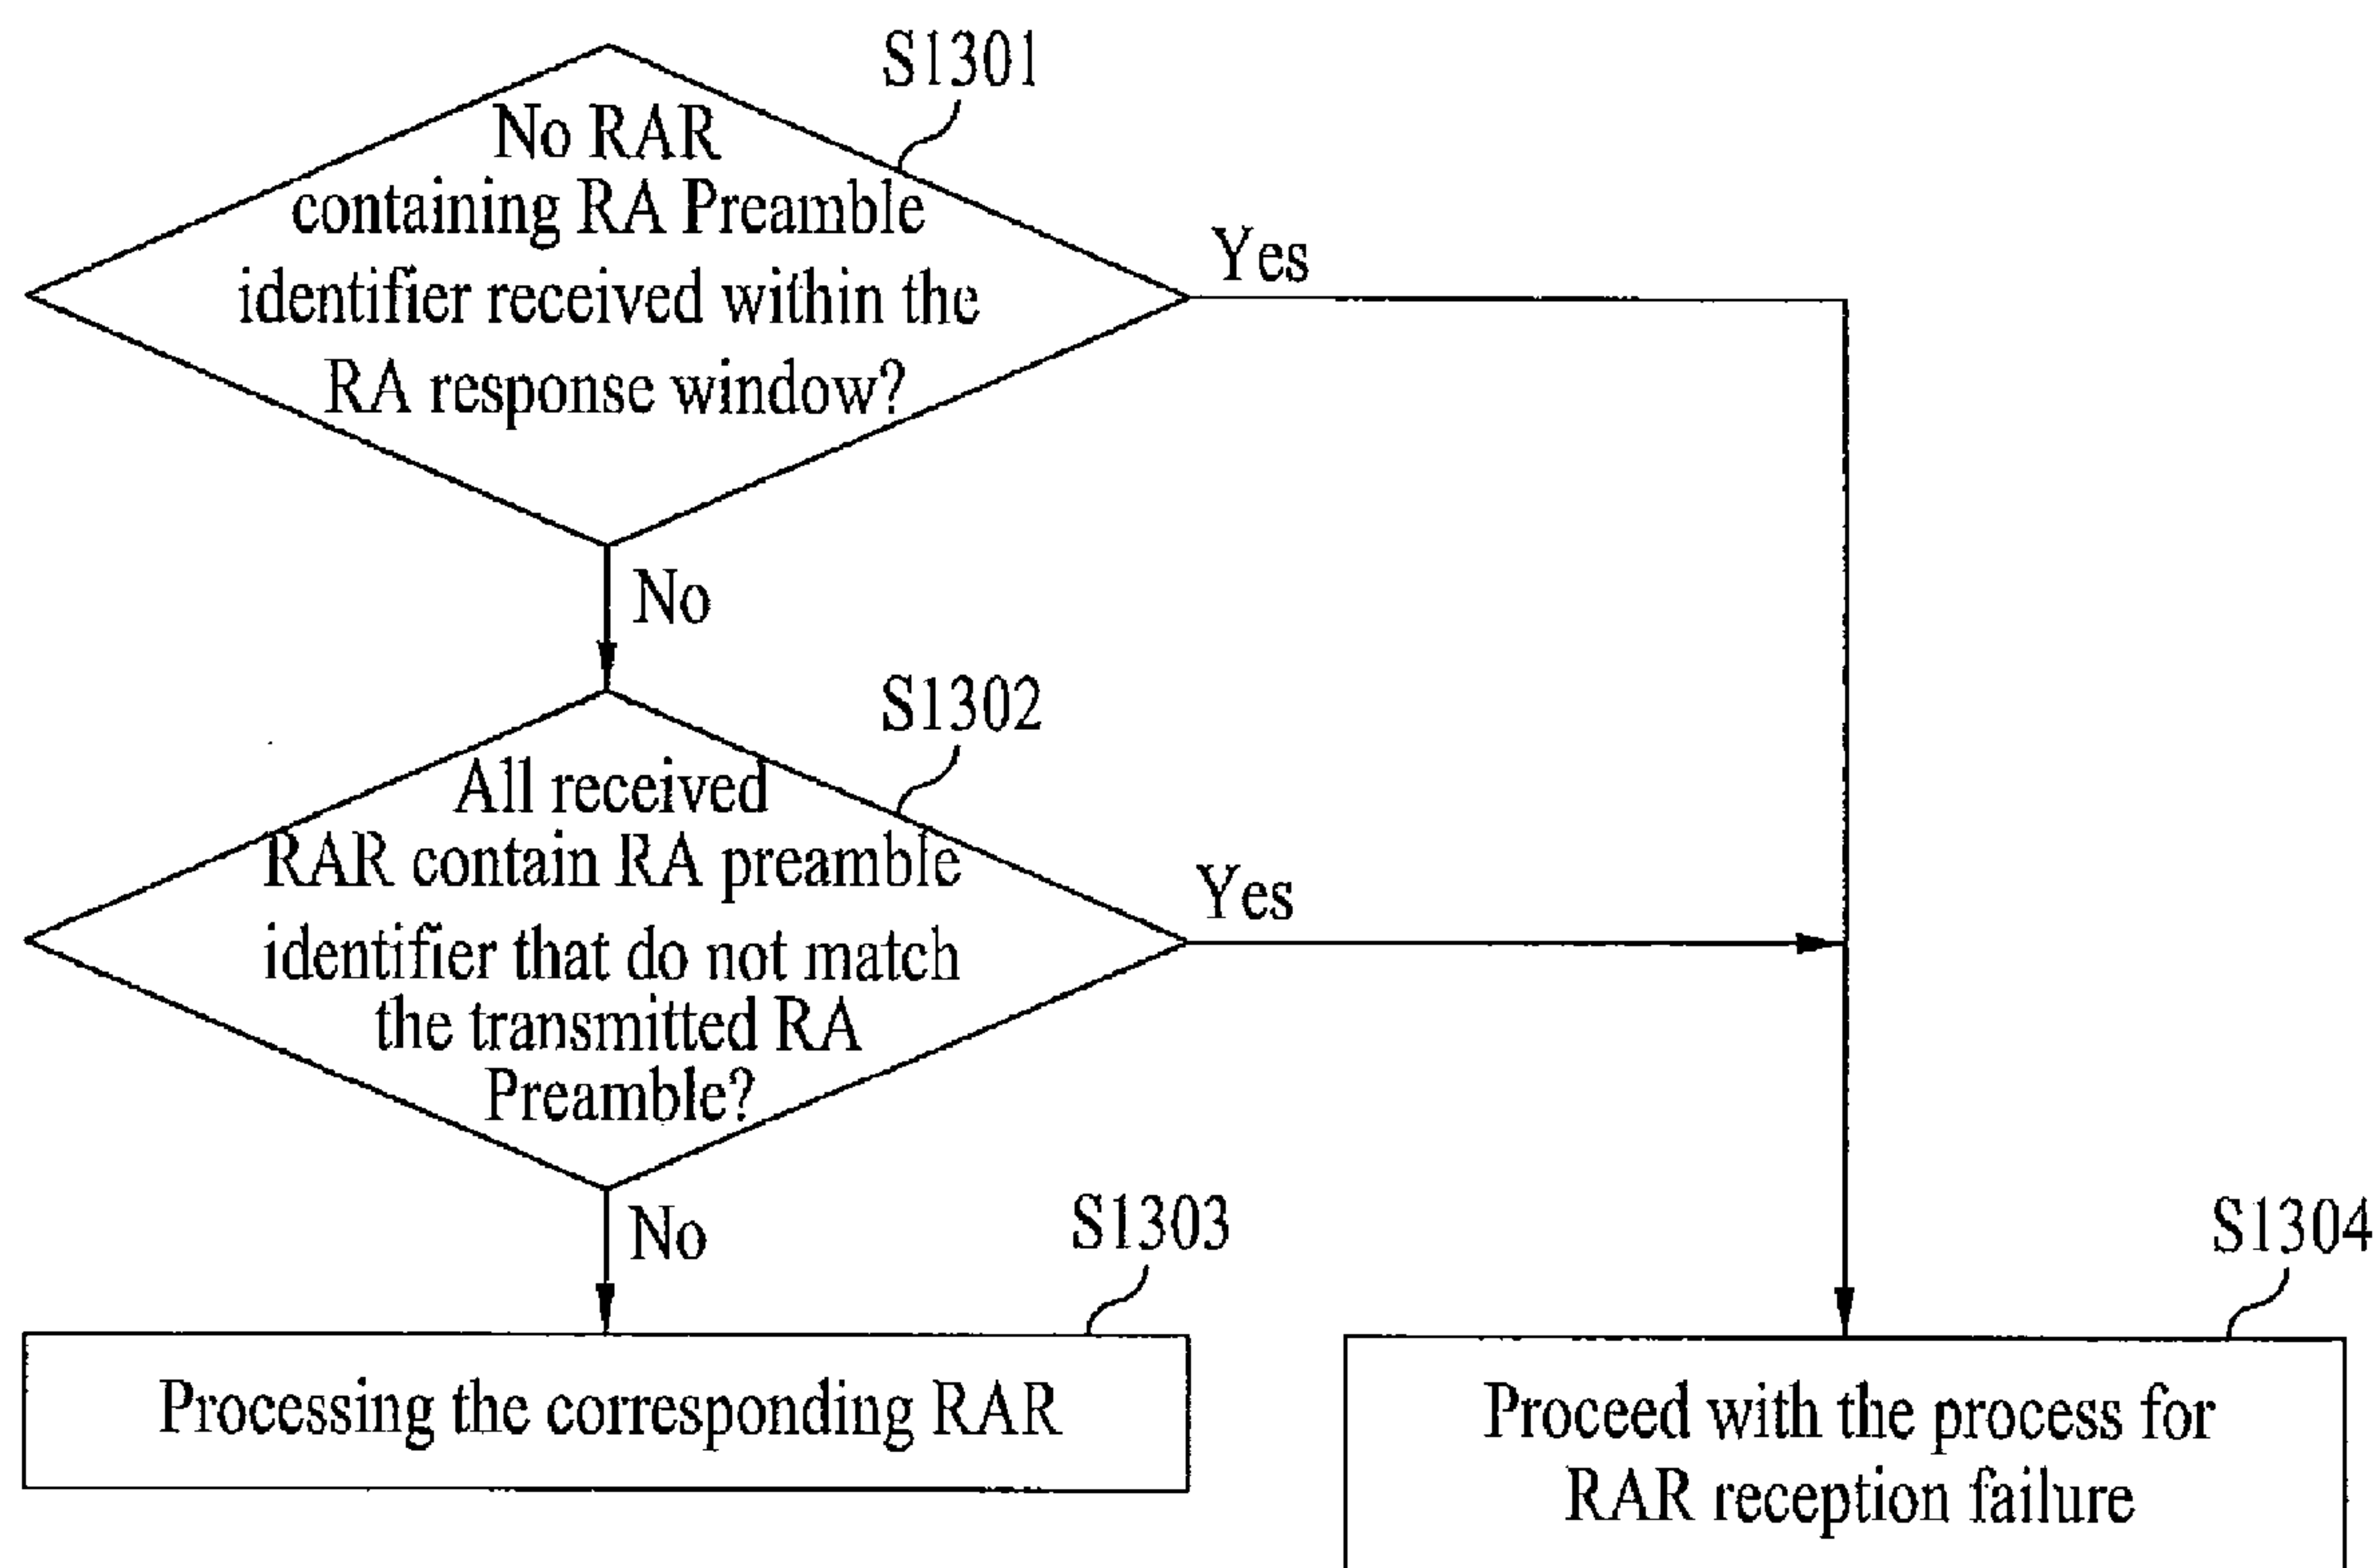 S1301
No RAR
containing RA Preamble
identifier received within the
RA response window?
Yes
No
S1302
All received
RAR contain RA preamble
identifier that do not match
the transmitted RA
Preamble?
Yes
No
S1303
Processing the corresponding RAR
S1304
Proceed with the process for
RAR reception failure